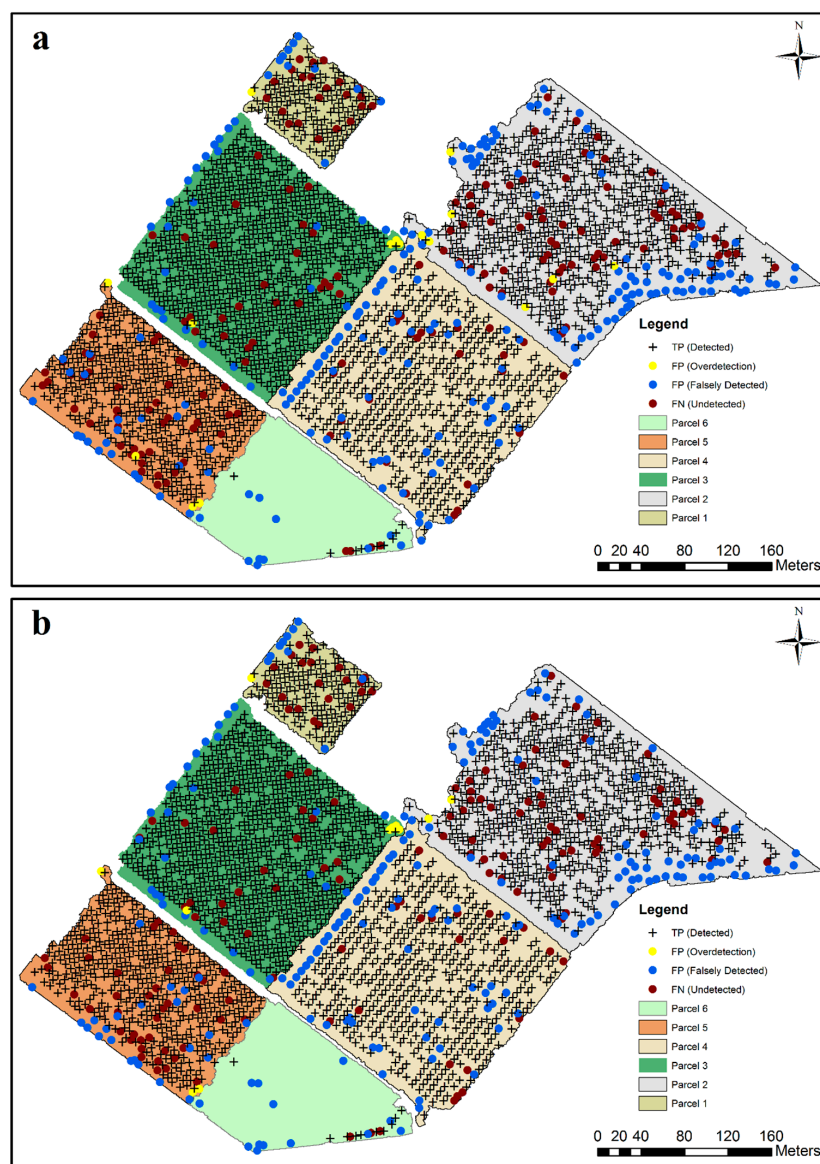 a
N
Legend
TP (Detected)
FP (Overdetection)
FP (Falsely Detected)
FN (Undetected)
Parcel 6
Parcel 5
Parcel 4
Parcel 3
Parcel 2
Parcel 1
0 20 40 80 120 160
Meters
b
N
Legend
TP (Detected)
FP (Overdetection)
FP (Falsely Detected)
FN (Undetected)
Parcel 6
Parcel 5
Parcel 4
Parcel 3
Parcel 2
Parcel 1
0 20 40 80 120 160
Meters